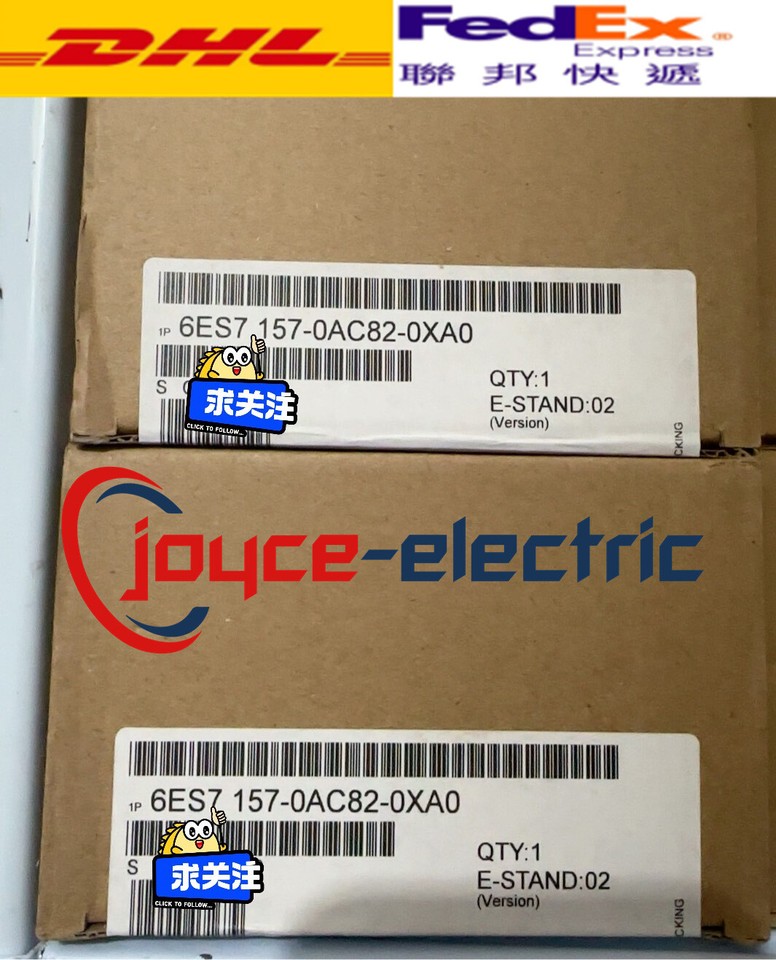 DHL
FedEx®
Express
聯邦快遞
1P 6ES7 157-0AC82-0XA0
S
求关注
CLICK TO FOLLOW...
QTY:1
E-STAND:02
(Version)
CKING
joyce-electric
1P 6ES7 157-0AC82-0XA0
S
求关注
CLICK TO FOLLOW...
QTY:1
E-STAND:02
(Version)
CKING